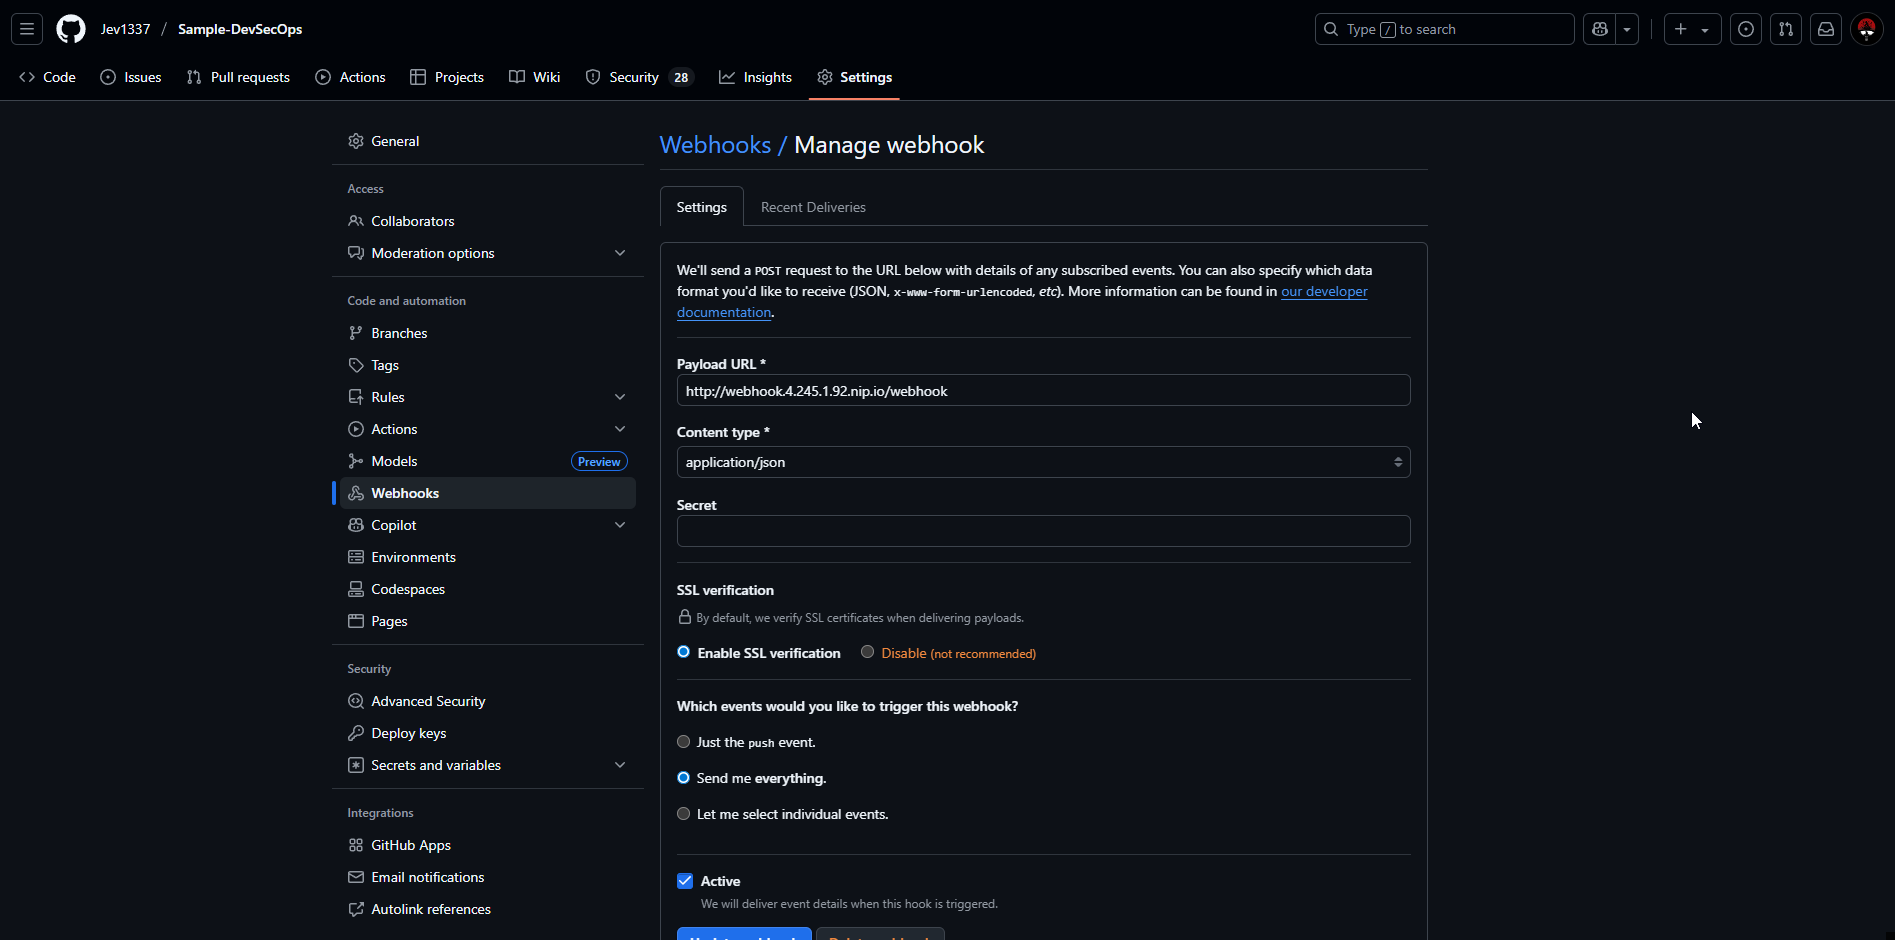 Jev1337 / Sample-DevSecOps
Type / to search
Code
Issues
Pull requests
Actions
Projects
Wiki
Security 28
Insights
Settings
General
Access
Collaborators
Moderation options
Code and automation
Branches
Tags
Rules
Actions
Models Preview
Webhooks
Copilot
Environments
Codespaces
Pages
Security
Advanced Security
Deploy keys
Secrets and variables
Integrations
GitHub Apps
Email notifications
Autolink references
Webhooks / Manage webhook
Settings
Recent Deliveries
We'll send a POST request to the URL below with details of any subscribed events. You can also specify which data
format you'd like to receive (JSON, x-www-form-urlencoded, etc). More information can be found in our developer
documentation.
Payload URL *
http://webhook.4.245.1.92.nip.io/webhook
Content type *
application/json
Secret
SSL verification
By default, we verify SSL certificates when delivering payloads.
Enable SSL verification
Disable (not recommended)
Which events would you like to trigger this webhook?
Just the push event.
Send me everything.
Let me select individual events.
Active
We will deliver event details when this hook is triggered.